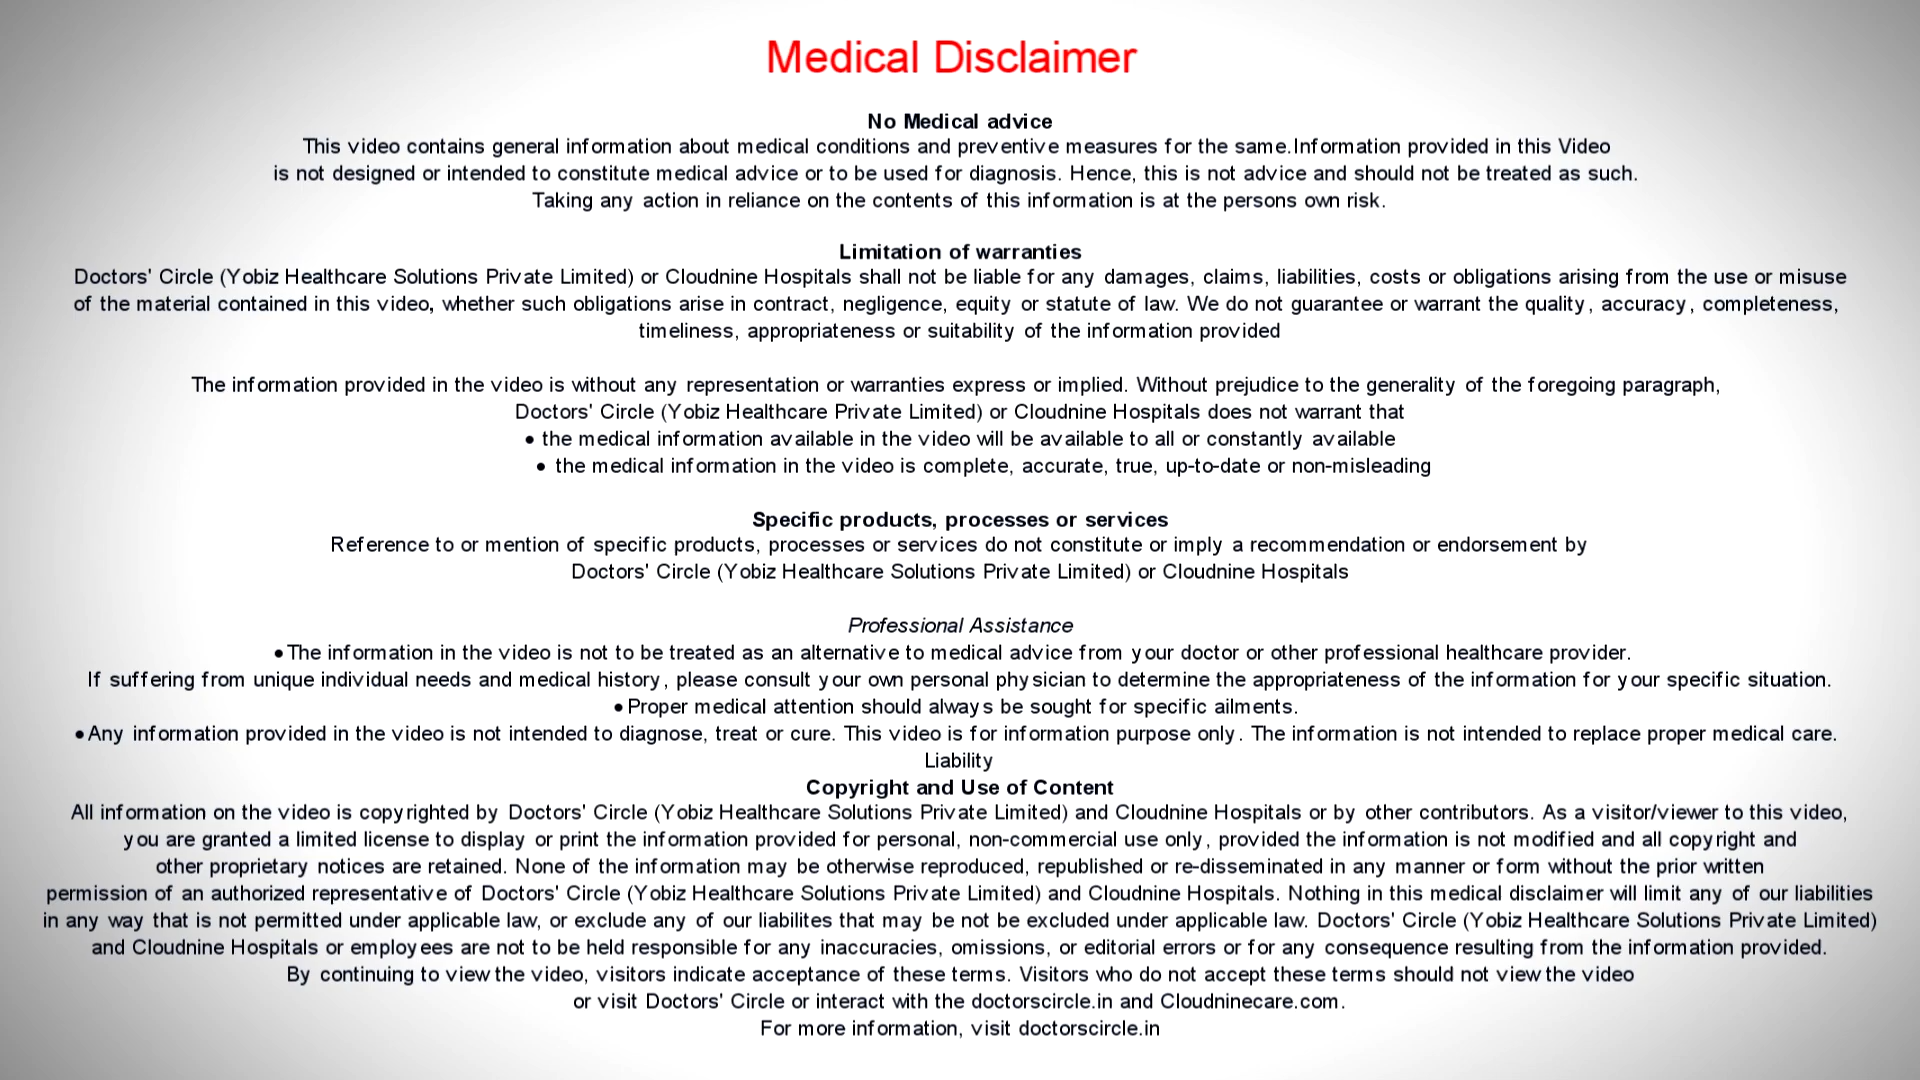 Medical Disclaimer
No Medical advice
This video contains general information about medical conditions and preventive measures for the same.Information provided in this Video
is not designed or intended to constitute medical advice or to be used for diagnosis. Hence, this is not advice and should not be treated as such.
Taking any action in reliance on the contents of this information is at the persons own risk.
Limitation of warranties
Doctors' Circle (Yobiz Healthcare Solutions Private Limited) or Cloudnine Hospitals shall not be liable for any damages, claims, liabilities, costs or obligations arising from the use or misuse
of the material contained in this video, whether such obligations arise in contract, negligence, equity or statute of law. We do not guarantee or warrant the quality, accuracy, completeness,
timeliness, appropriateness or suitability of the information provided
The information provided in the video is without any representation or warranties express or implied. Without prejudice to the generality of the foregoing paragraph,
Doctors' Circle (Yobiz Healthcare Private Limited) or Cloudnine Hospitals does not warrant that
• the medical information available in the video will be available to all or constantly available
• the medical information in the video is complete, accurate, true, up-to-date or non-misleading
Specific products, processes or services
Reference to or mention of specific products, processes or services do not constitute or imply a recommendation or endorsement by
Doctors' Circle (Yobiz Healthcare Solutions Private Limited) or Cloudnine Hospitals
Professional Assistance
•The information in the video is not to be treated as an alternative to medical advice from your doctor or other professional healthcare provider.
If suffering from unique individual needs and medical history, please consult your own personal physician to determine the appropriateness of the information for your specific situation.
•Proper medical attention should always be sought for specific ailments.
•Any information provided in the video is not intended to diagnose, treat or cure. This video is for information purpose only. The information is not intended to replace proper medical care.
Liability
Copyright and Use of Content
All information on the video is copyrighted by Doctors' Circle (Yobiz Healthcare Solutions Private Limited) and Cloudnine Hospitals or by other contributors. As a visitor/viewer to this video,
you are granted a limited license to display or print the information provided for personal, non-commercial use only, provided the information is not modified and all copyright and
other proprietary notices are retained. None of the information may be otherwise reproduced, republished or re-disseminated in any manner or form without the prior written
permission of an authorized representative of Doctors' Circle (Yobiz Healthcare Solutions Private Limited) and Cloudnine Hospitals. Nothing in this medical disclaimer will limit any of our liabilities
in any way that is not permitted under applicable law, or exclude any of our liabilites that may be not be excluded under applicable law. Doctors' Circle (Yobiz Healthcare Solutions Private Limited)
and Cloudnine Hospitals or employees are not to be held responsible for any inaccuracies, omissions, or editorial errors or for any consequence resulting from the information provided.
By continuing to view the video, visitors indicate acceptance of these terms. Visitors who do not accept these terms should not view the video
or visit Doctors' Circle or interact with the doctorscircle.in and Cloudninecare.com.
For more information, visit doctorscircle.in